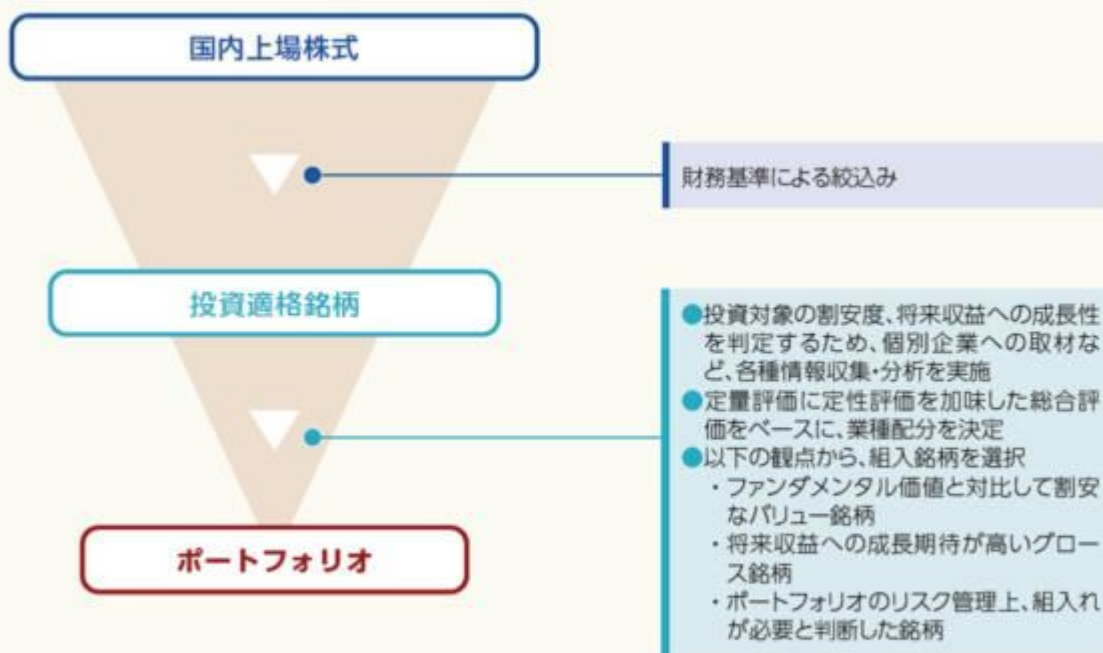 国内上場株式
財務基準による絞込み
投資適格銘柄
●投資対象の割安度、将来収益への成長性
を判定するため、個別企業への取材な
ど、各種情報収集・分析を実施
●定量評価に定性評価を加味した総合評
価をベースに、業種配分を決定
●以下の観点から、組入銘柄を選択
・ファンダメンタル価値と対比して割安
なバリュー銘柄
・将来収益への成長期待が高いグロー
ス銘柄
・ポートフォリオのリスク管理上、組入れ
が必要と判断した銘柄
ポートフォリオ